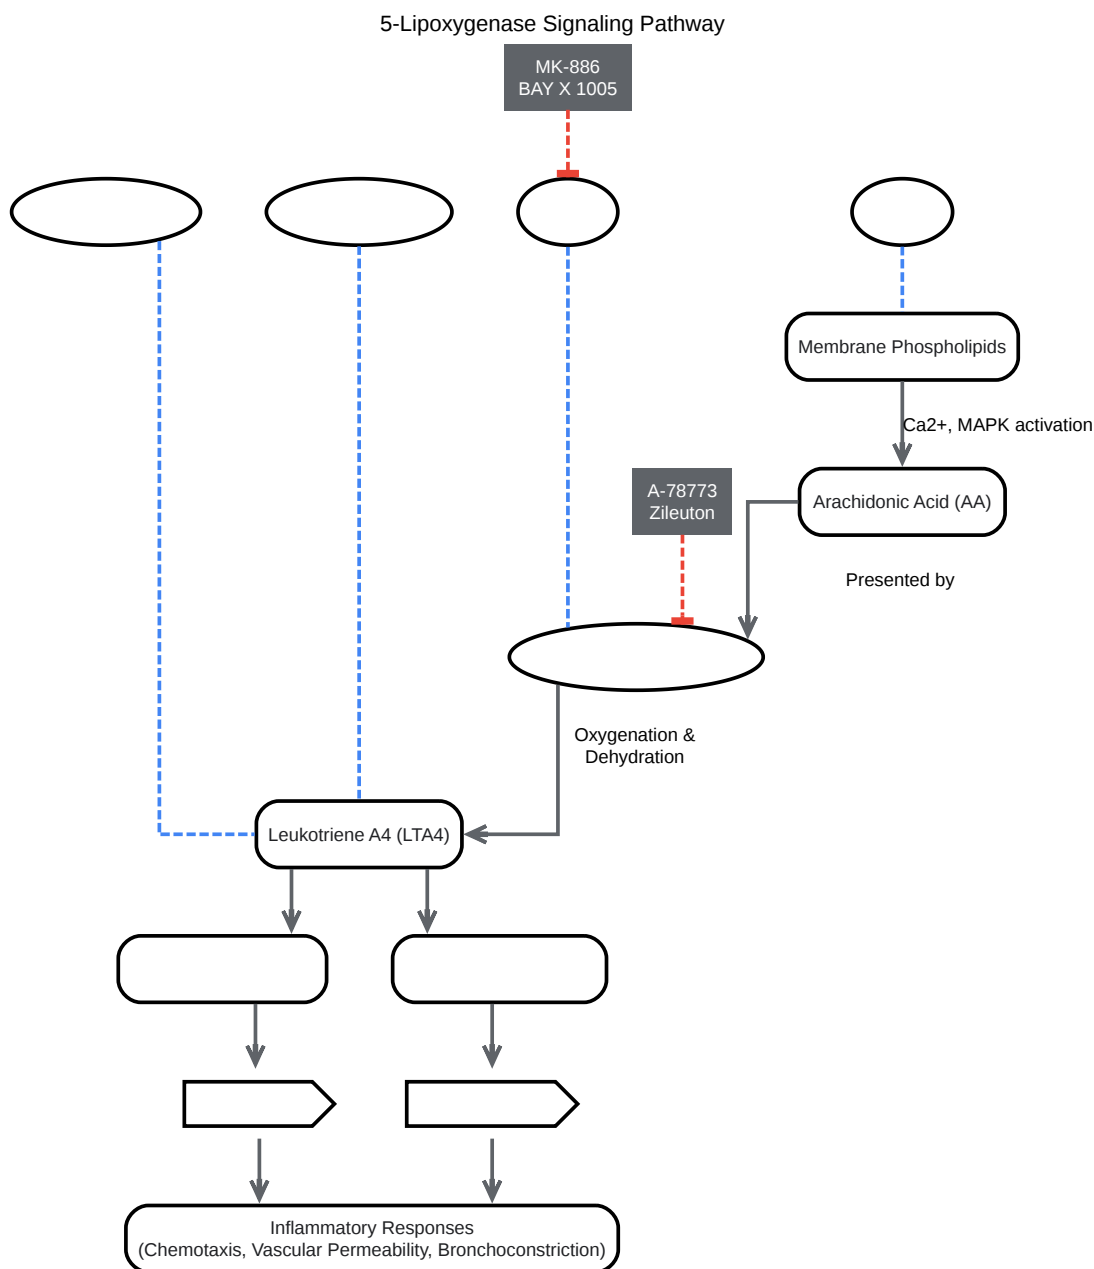 5-Lipoxygenase Signaling Pathway
MK-886
BAY X 1005
Membrane Phospholipids
Ca2+, MAPK activation
A-78773
Zileuton
Arachidonic Acid (AA)
Presented by
Oxygenation &
Dehydration
Leukotriene A4 (LTA4)
Inflammatory Responses
(Chemotaxis, Vascular Permeability, Bronchoconstriction)